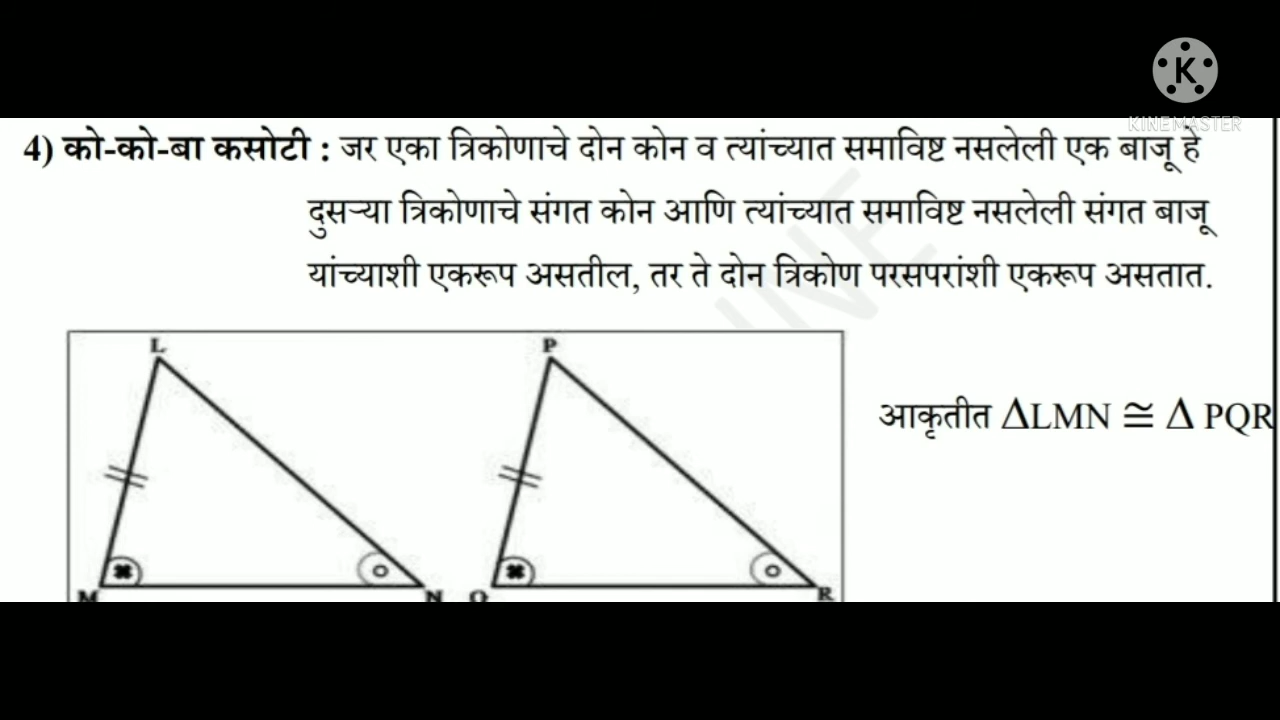 K
KINEMASTER
4) को-को-बा कसोटी : जर एका त्रिकोणाचे दोन कोन व त्यांच्यात समाविष्ट नसलेली एक बाजू हे
दुसऱ्या त्रिकोणाचे संगत कोन आणि त्यांच्यात समाविष्ट नसलेली संगत बाजू
यांच्याशी एकरूप असतील, तर ते दोन त्रिकोण परसपरांशी एकरूप असतात.
L P
आकृतीत ΔLMN ≅ Δ PQR
M N Q R